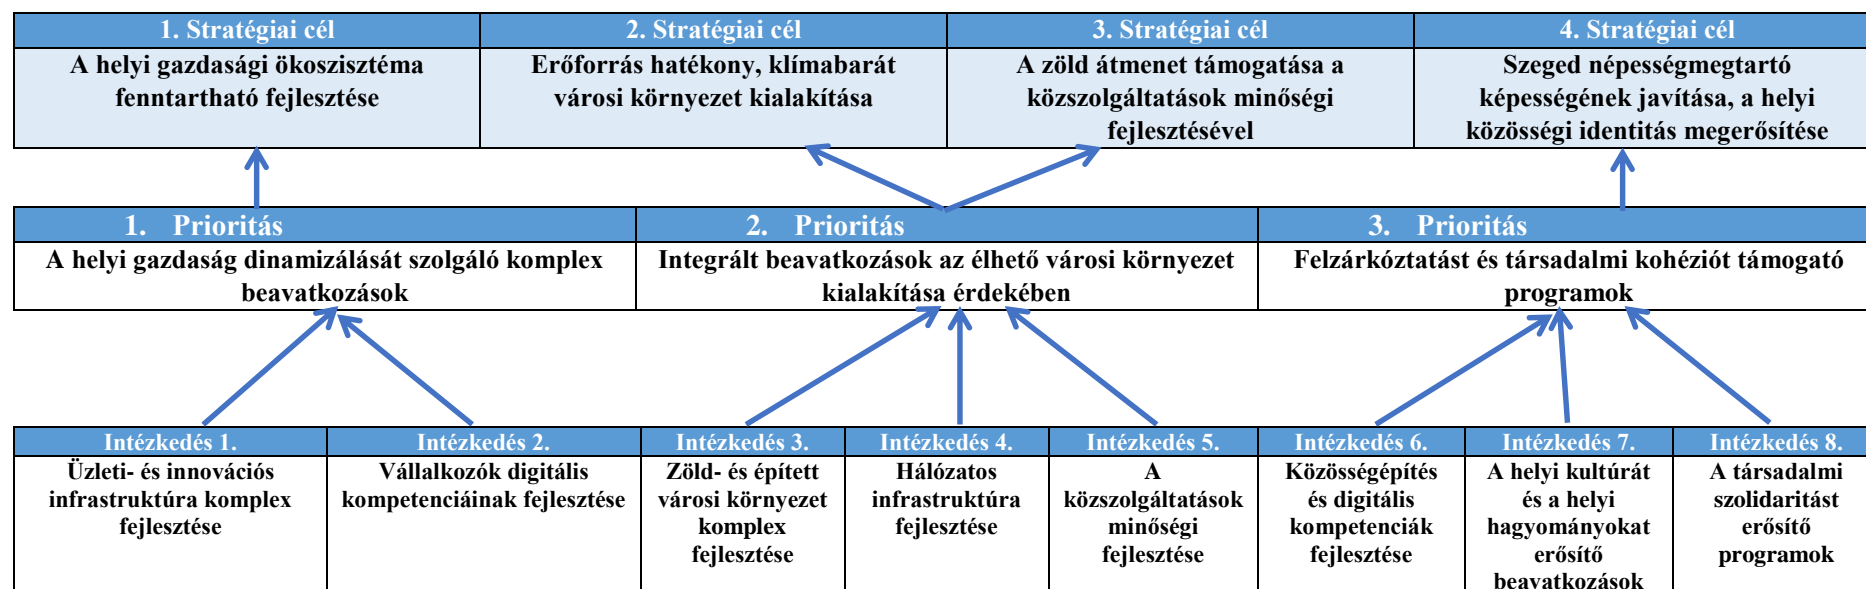 1. Stratégiai cél
A helyi gazdasági ökoszisztéma
fenntartható fejlesztése
2. Stratégiai cél
Erőforrás hatékony, klímabarát
városi környezet kialakítása
3. Stratégiai cél
A zöld átmenet támogatása a
közszolgáltatások minőségi
fejlesztésével
4. Stratégiai cél
Szeged népességmegtartó
képességének javítása, a helyi
közösségi identitás megerősítése
1. Prioritás
A helyi gazdaság dinamizálását szolgáló komplex
beavatkozások
2. Prioritás
Integrált beavatkozások az élhető városi környezet
kialakítása érdekében
3. Prioritás
Felzárkóztatást és társadalmi kohéziót támogató
programok
Intézkedés 1.
Üzleti- és innovációs
infrastruktúra komplex
fejlesztése
Intézkedés 2.
Vállalkozók digitális
kompetenciáinak fejlesztése
Intézkedés 3.
Zöld- és épített
városi környezet
komplex
fejlesztése
Intézkedés 4.
Hálózatos
infrastruktúra
fejlesztése
Intézkedés 5.
A
közszolgáltatások
minőségi
fejlesztése
Intézkedés 6.
Közösségépítés
és digitális
kompetenciák
fejlesztése
Intézkedés 7.
A helyi kultúrát
és a helyi
hagyományokat
erősítő
beavatkozások
Intézkedés 8.
A társadalmi
szolidaritást
erősítő
programok